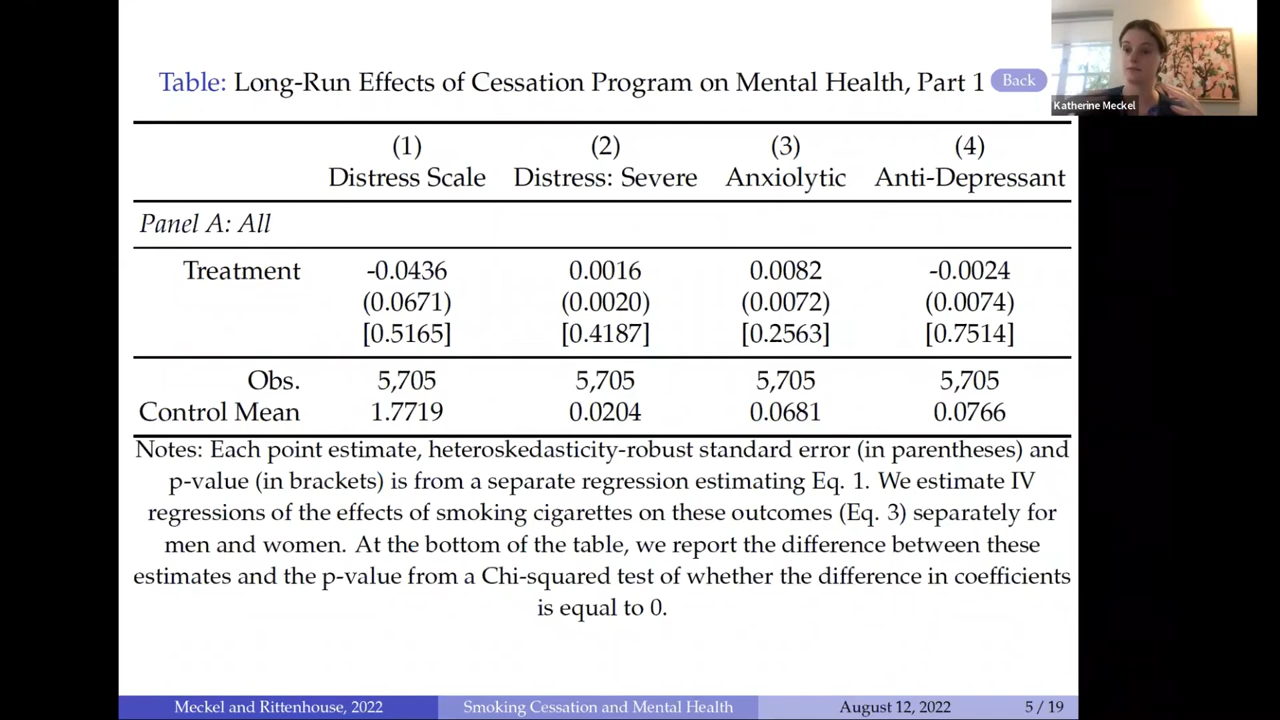 Table: Long-Run Effects of Cessation Program on Mental Health, Part 1 Back
Katherine Meckel
(1) (2) (3) (4)
Distress Scale Distress: Severe Anxiolytic Anti-Depressant
Panel A: All
Treatment -0.0436 0.0016 0.0082 -0.0024
(0.0671) (0.0020) (0.0072) (0.0074)
[0.5165] [0.4187] [0.2563] [0.7514]
Obs. 5,705 5,705 5,705 5,705
Control Mean 1.7719 0.0204 0.0681 0.0766
Notes: Each point estimate, heteroskedasticity-robust standard error (in parentheses) and
p-value (in brackets) is from a separate regression estimating Eq. 1. We estimate IV
regressions of the effects of smoking cigarettes on these outcomes (Eq. 3) separately for
men and women. At the bottom of the table, we report the difference between these
estimates and the p-value from a Chi-squared test of whether the difference in coefficients
is equal to 0.
Meckel and Rittenhouse, 2022 Smoking Cessation and Mental Health August 12, 2022 5 / 19